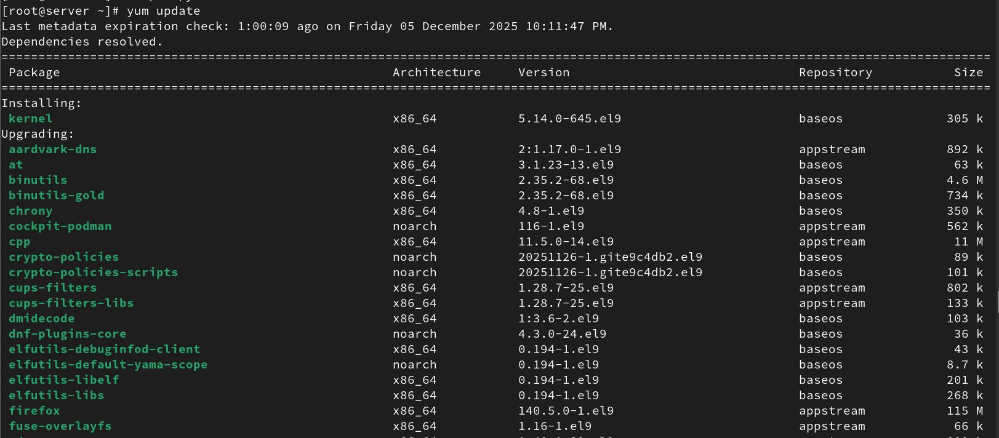 [root@server ~]# yum update
Last metadata expiration check: 1:00:09 ago on Friday 05 December 2025 10:11:47 PM.
Dependencies resolved.
======================================================================================================================================
Package Architecture Version Repository Size
======================================================================================================================================
Installing:
kernel x86_64 5.14.0-645.el9 baseos 305 k
Upgrading:
aardvark-dns x86_64 2:1.17.0-1.el9 appstream 892 k
at x86_64 3.1.23-13.el9 baseos 63 k
binutils x86_64 2.35.2-68.el9 baseos 4.6 M
binutils-gold x86_64 2.35.2-68.el9 baseos 734 k
chrony x86_64 4.8-1.el9 baseos 350 k
cockpit-podman noarch 116-1.el9 appstream 562 k
cpp x86_64 11.5.0-14.el9 appstream 11 M
crypto-policies noarch 20251126-1.gite9c4db2.el9 baseos 89 k
crypto-policies-scripts noarch 20251126-1.gite9c4db2.el9 baseos 101 k
cups-filters x86_64 1.28.7-25.el9 appstream 802 k
cups-filters-libs x86_64 1.28.7-25.el9 appstream 133 k
dmidecode x86_64 1:3.6-2.el9 baseos 103 k
dnf-plugins-core noarch 4.3.0-24.el9 baseos 36 k
elfutils-debuginfod-client x86_64 0.194-1.el9 baseos 43 k
elfutils-default-yama-scope noarch 0.194-1.el9 baseos 8.7 k
elfutils-libelf x86_64 0.194-1.el9 baseos 201 k
elfutils-libs x86_64 0.194-1.el9 baseos 268 k
firefox x86_64 140.5.0-1.el9 appstream 115 M
fuse-overlayfs x86_64 1.16-1.el9 appstream 66 k